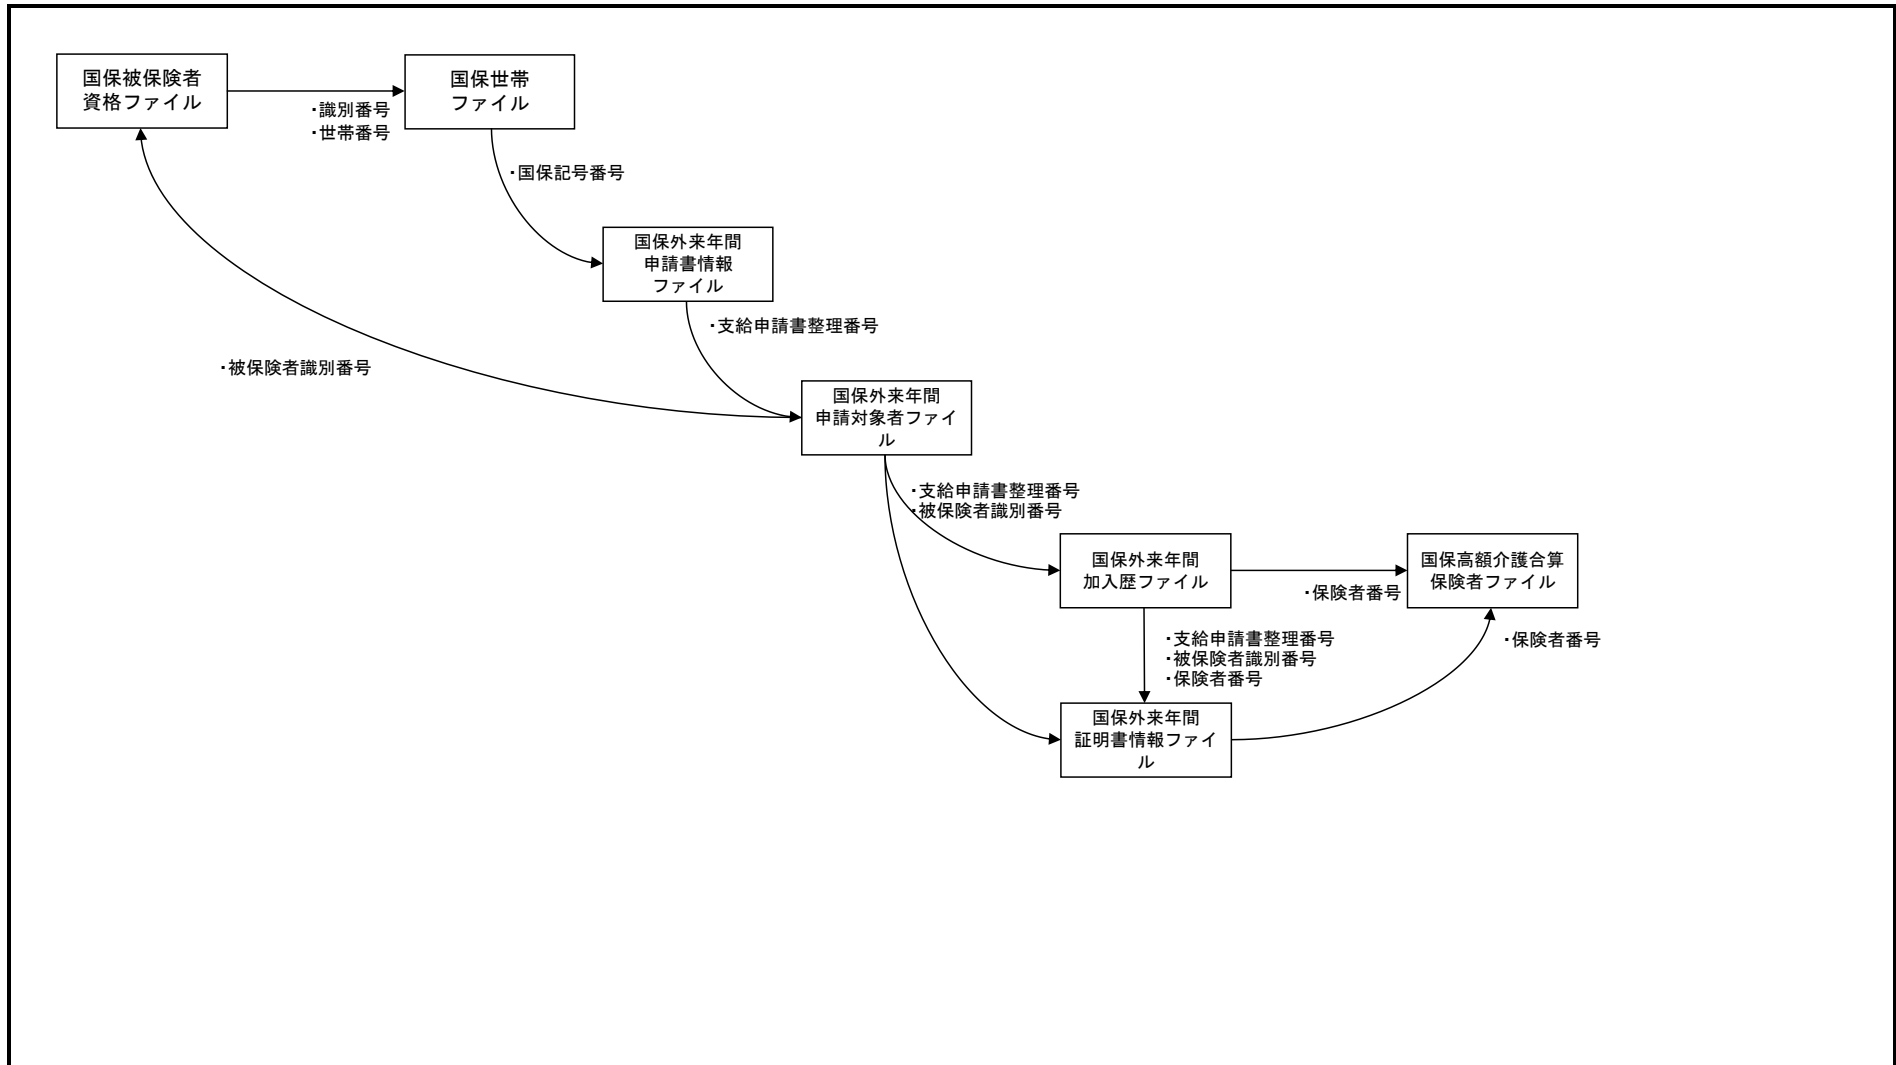 国保被保険者
資格ファイル
国保世帯
ファイル
・識別番号
・世帯番号
・国保記号番号
国保外来年間
申請書情報
ファイル
・支給申請書整理番号
・被保険者識別番号
国保外来年間
申請対象者ファイ
ル
・支給申請書整理番号
・被保険者識別番号
国保外来年間
加入歴ファイル
国保高額介護合算
保険者ファイル
・保険者番号
・支給申請書整理番号
・被保険者識別番号
・保険者番号
・保険者番号
国保外来年間
証明書情報ファイ
ル